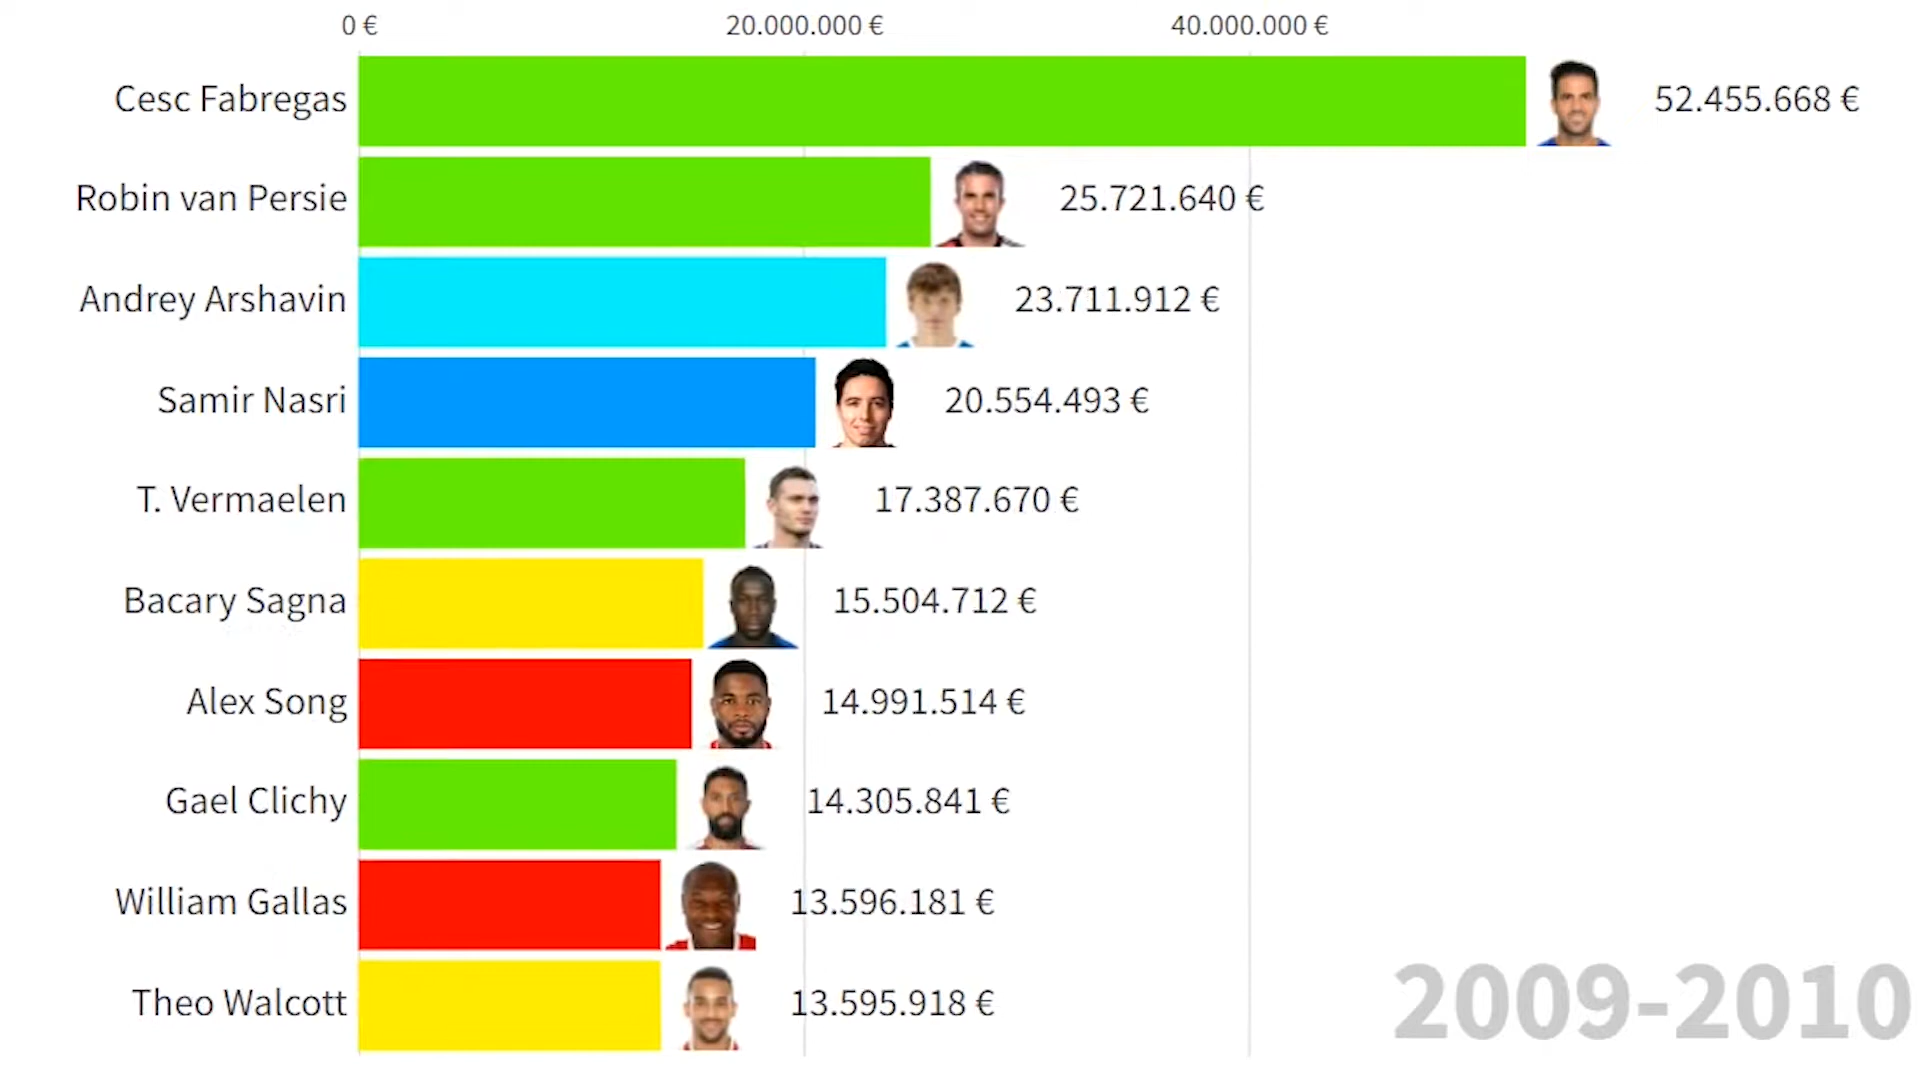 0 € 20.000.000 € 40.000.000 €
Cesc Fabregas 52.455.668 €
Robin van Persie 25.721.640 €
Andrey Arshavin 23.711.912 €
Samir Nasri 20.554.493 €
T. Vermaelen 17.387.670 €
Bacary Sagna 15.504.712 €
Alex Song 14.991.514 €
Gael Clichy 14.305.841 €
William Gallas 13.596.181 €
Theo Walcott 13.595.918 €
2009-2010